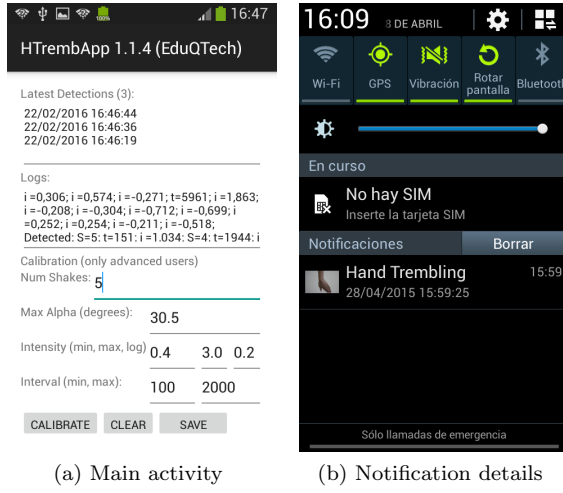 100%
16:47
HTrembApp 1.1.4 (EduQTech)
Latest Detections (3):
22/02/2016 16:46:44
22/02/2016 16:46:36
22/02/2016 16:46:19
Logs:
i =0,306; i =0,574; i =-0,271; t=5961; i =1,863;
i =-0,208; i =-0,304; i =-0,712; i =-0,699; i
=0,252; i =0,254; i =-0,211; i =-0,518;
Detected: S=5: t=151: i =1.034: S=4: t=1944: i
Calibration (only advanced users)
Num Shakes: 5
Max Alpha (degrees): 30.5
Intensity (min, max, log) 0.4 3.0 0.2
Interval (min, max): 100 2000
CALIBRATE CLEAR SAVE
(a) Main activity
16:09 8 DE ABRIL
Wi-Fi GPS Vibración Rotar pantalla Bluetooth
En curso
No hay SIM
Inserte la tarjeta SIM
Notificaciones Borrar
Hand Trembling 15:59
28/04/2015 15:59:25
Sólo llamadas de emergencia
(b) Notification details